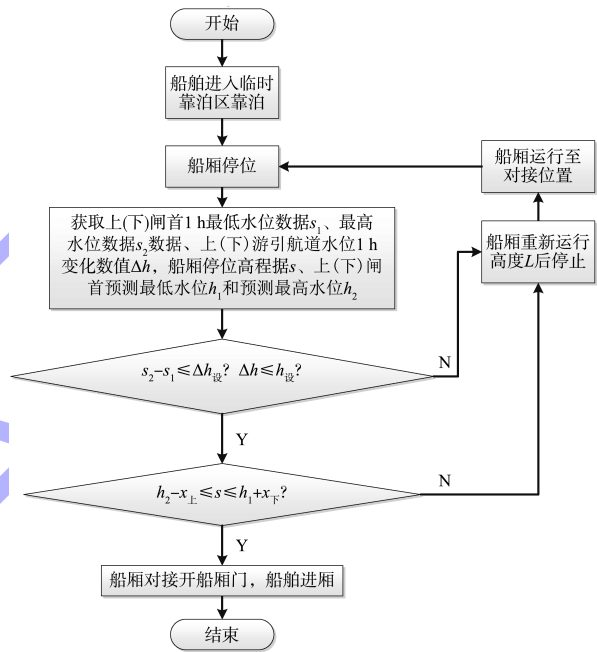 开始
船舶进入临时
靠泊区靠泊
船厢停位
船厢运行至
对接位置
获取上(下)闸首1 h最低水位数据s₁、最高
水位数据s₂数据、上（下）游引航道水位1 h
变化数值Δh，船厢停位高程据s、上（下）闸
首预测最低水位h₁和预测最高水位h₂
船厢重新运行
高度L后停止
s₂−s₁≤Δh设? Δh≤h设?
N
Y
h₂−x上≤s≤h₁+x下?
N
Y
船厢对接开船厢门，船舶进厢
结束